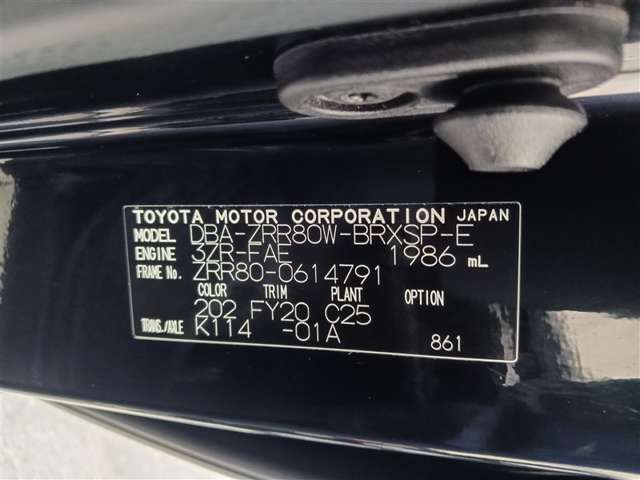 TOYOTA MOTOR CORPORATION JAPAN
MODEL DBA-ZRR80W-BRXSP-E
ENGINE 3ZR-FAE 1986 mL
FRAME No. ZRR80-0614791
COLOR TRIM PLANT OPTION
202 FY20 C25
TRANS./AXLE K114 -01A 861